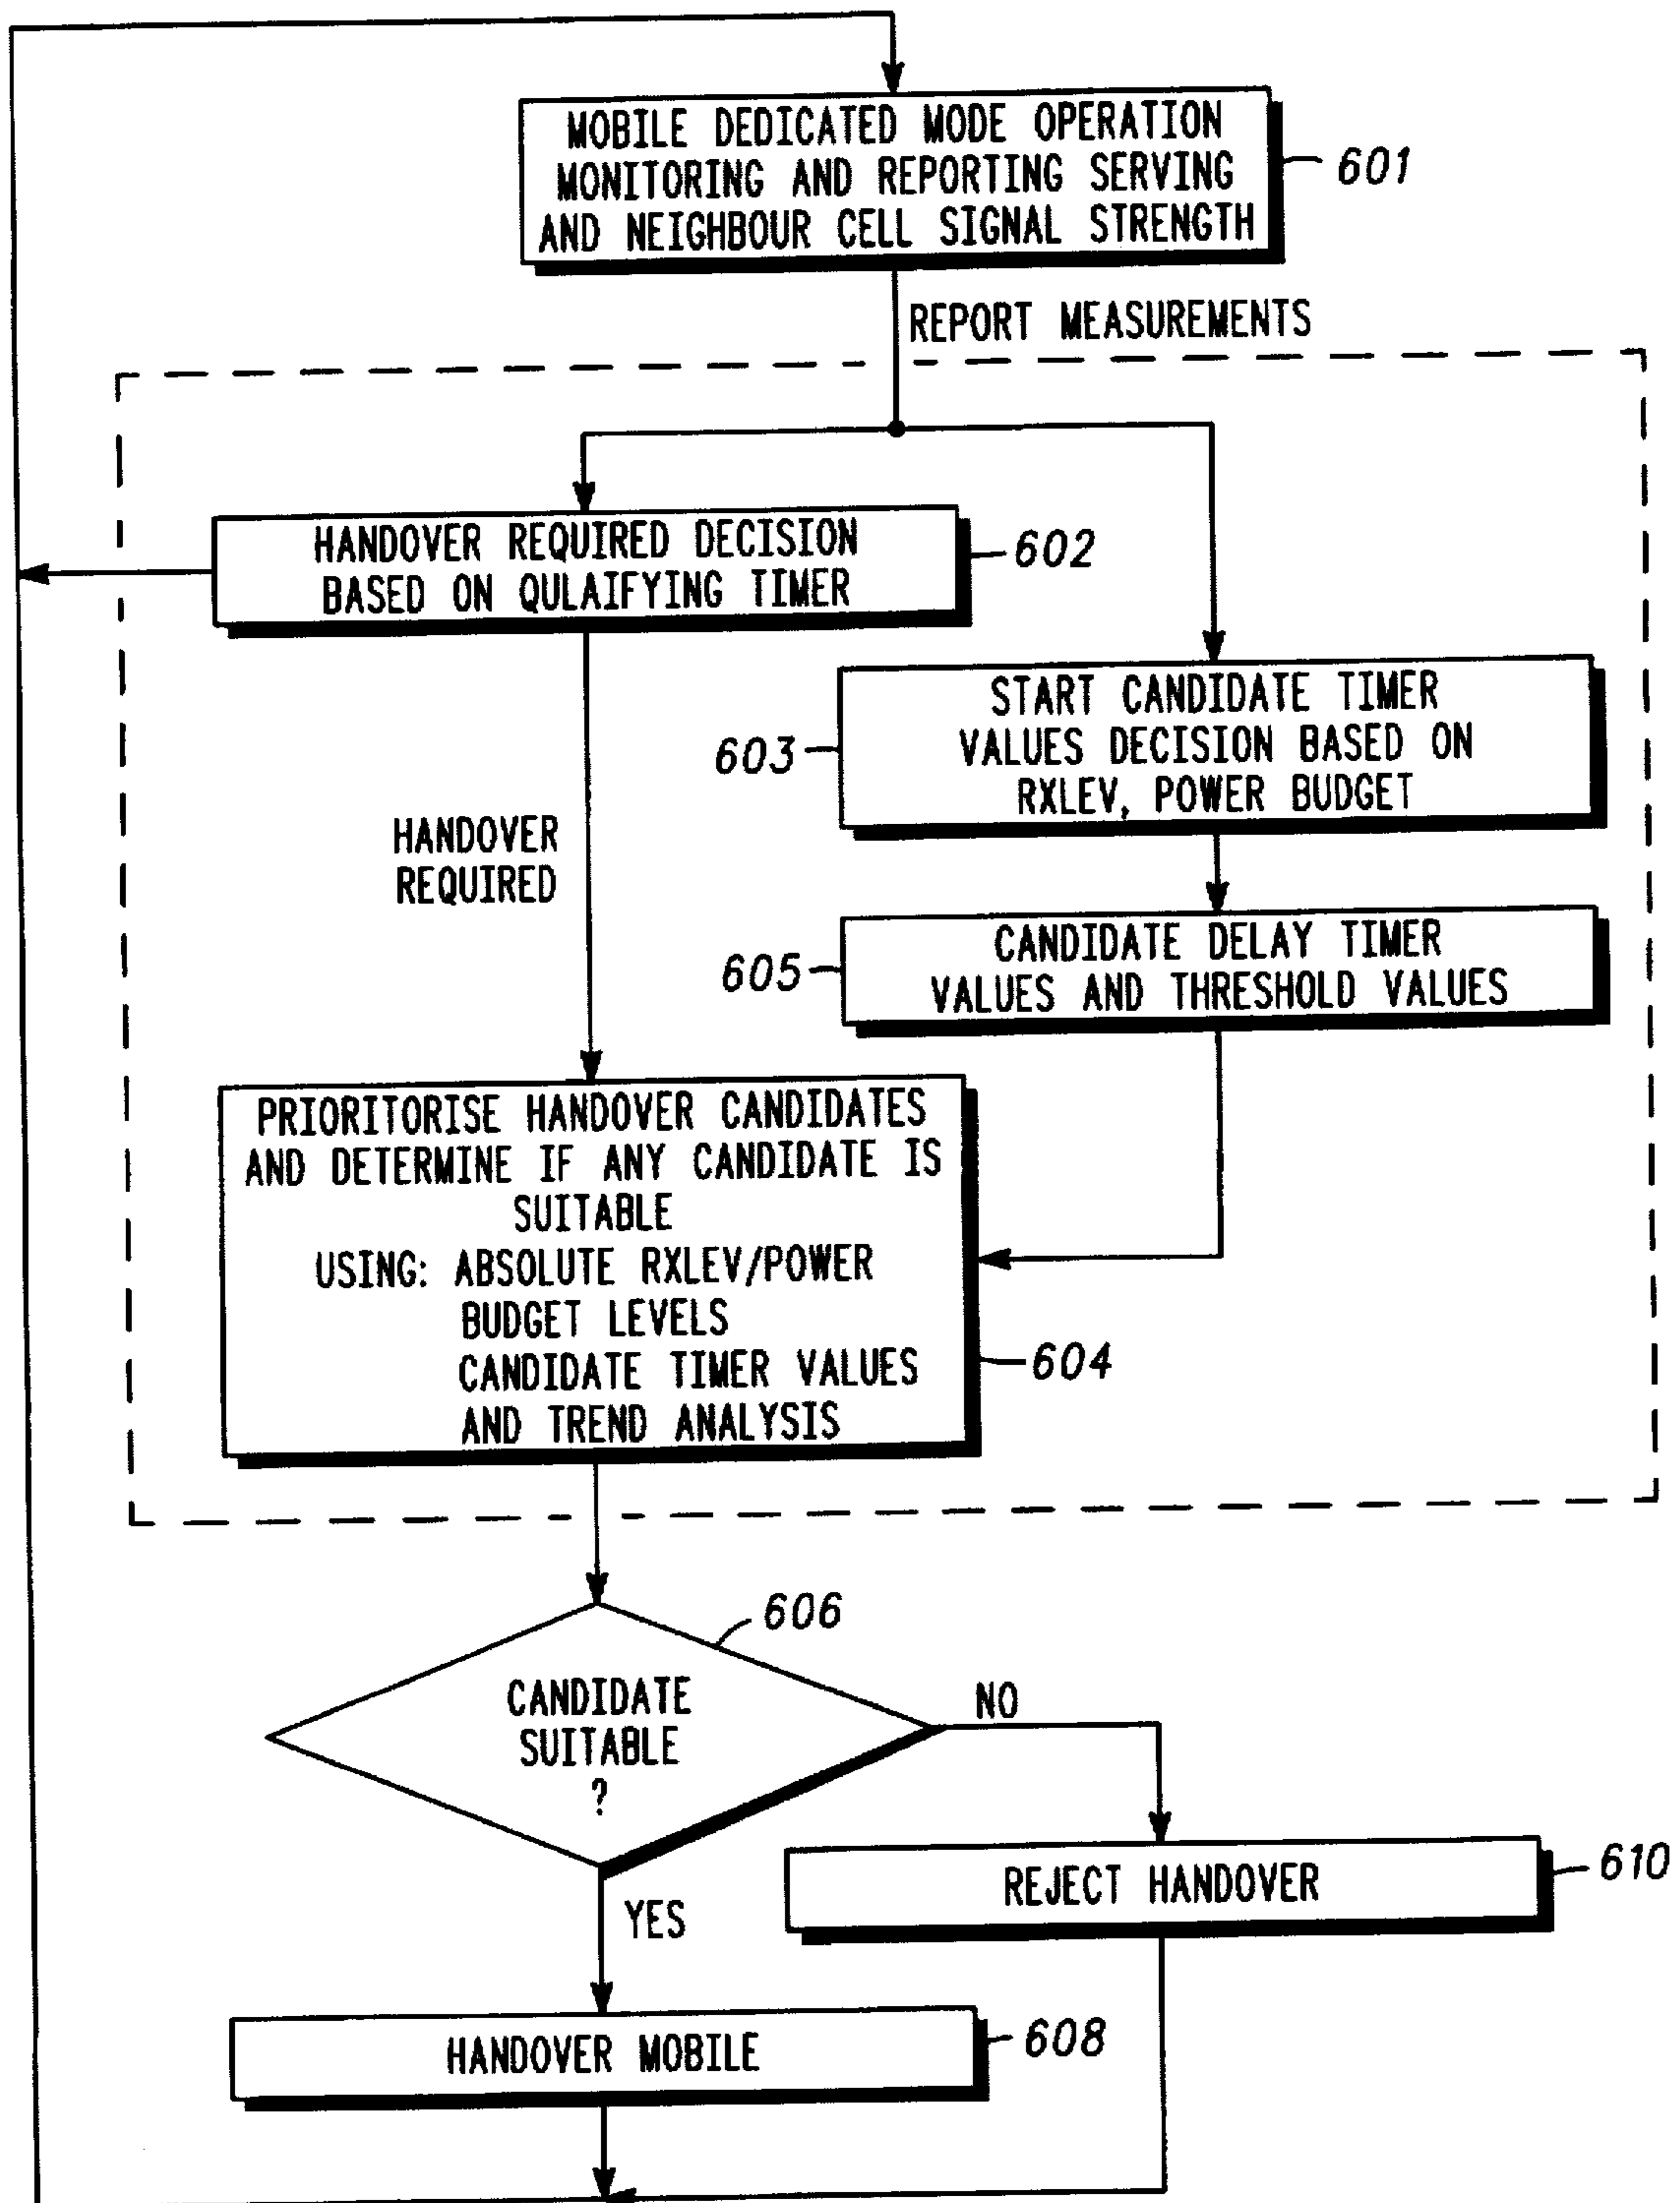 MOBILE DEDICATED MODE OPERATION
MONITORING AND REPORTING SERVING
AND NEIGHBOUR CELL SIGNAL STRENGTH
601
REPORT MEASUREMENTS
HANDOVER REQUIRED DECISION
BASED ON QULAIFYING TIMER
602
START CANDIDATE TIMER
VALUES DECISION BASED ON
RXLEV, POWER BUDGET
603
HANDOVER
REQUIRED
CANDIDATE DELAY TIMER
VALUES AND THRESHOLD VALUES
605
PRIORITORISE HANDOVER CANDIDATES
AND DETERMINE IF ANY CANDIDATE IS
SUITABLE
USING: ABSOLUTE RXLEV/POWER
BUDGET LEVELS
CANDIDATE TIMER VALUES
AND TREND ANALYSIS
604
606
CANDIDATE
SUITABLE
?
NO
YES
REJECT HANDOVER
610
HANDOVER MOBILE
608